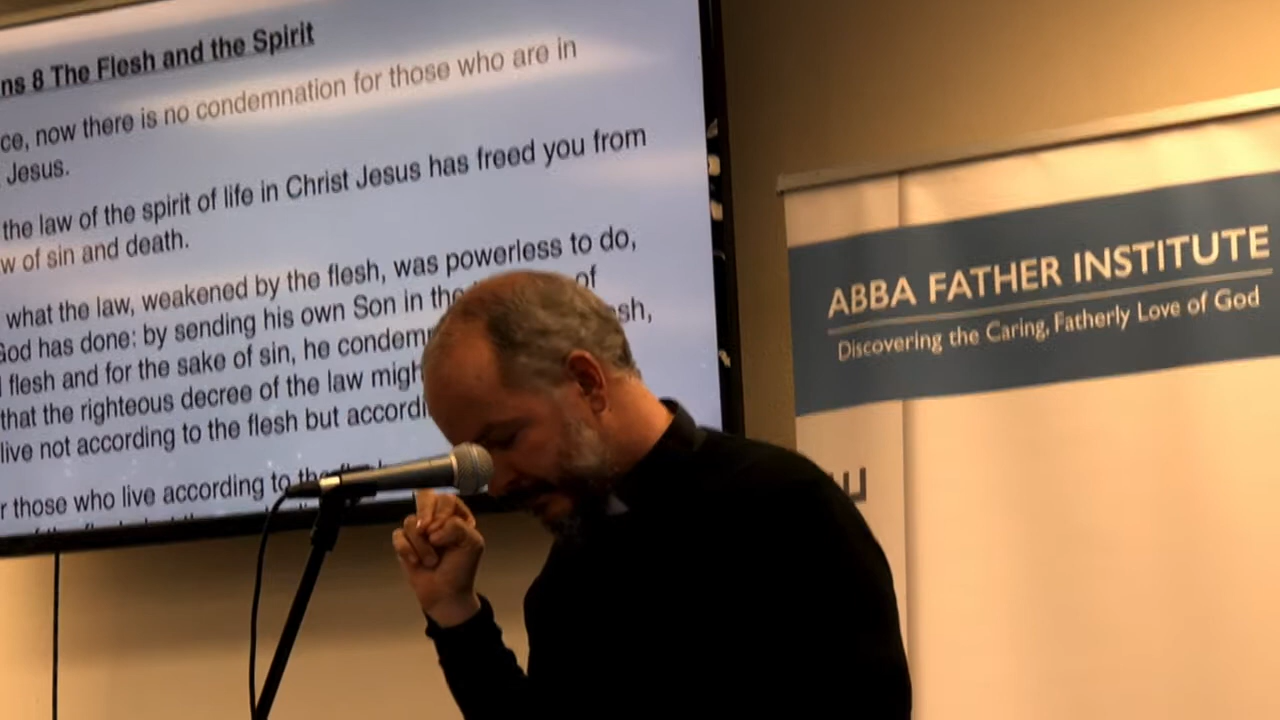 ns 8 The Flesh and the Spirit
ce, now there is no condemnation for those who are in
Jesus.
the law of the spirit of life in Christ Jesus has freed you from
w of sin and death.
what the law, weakened by the flesh, was powerless to do,
God has done: by sending his own Son in the of
flesh and for the sake of sin, he condem sh,
that the righteous decree of the law migh
live not according to the flesh but accordi
r those who live according to the flesh
ABBA FATHER INSTITUTE
Discovering the Caring, Fatherly Love of God